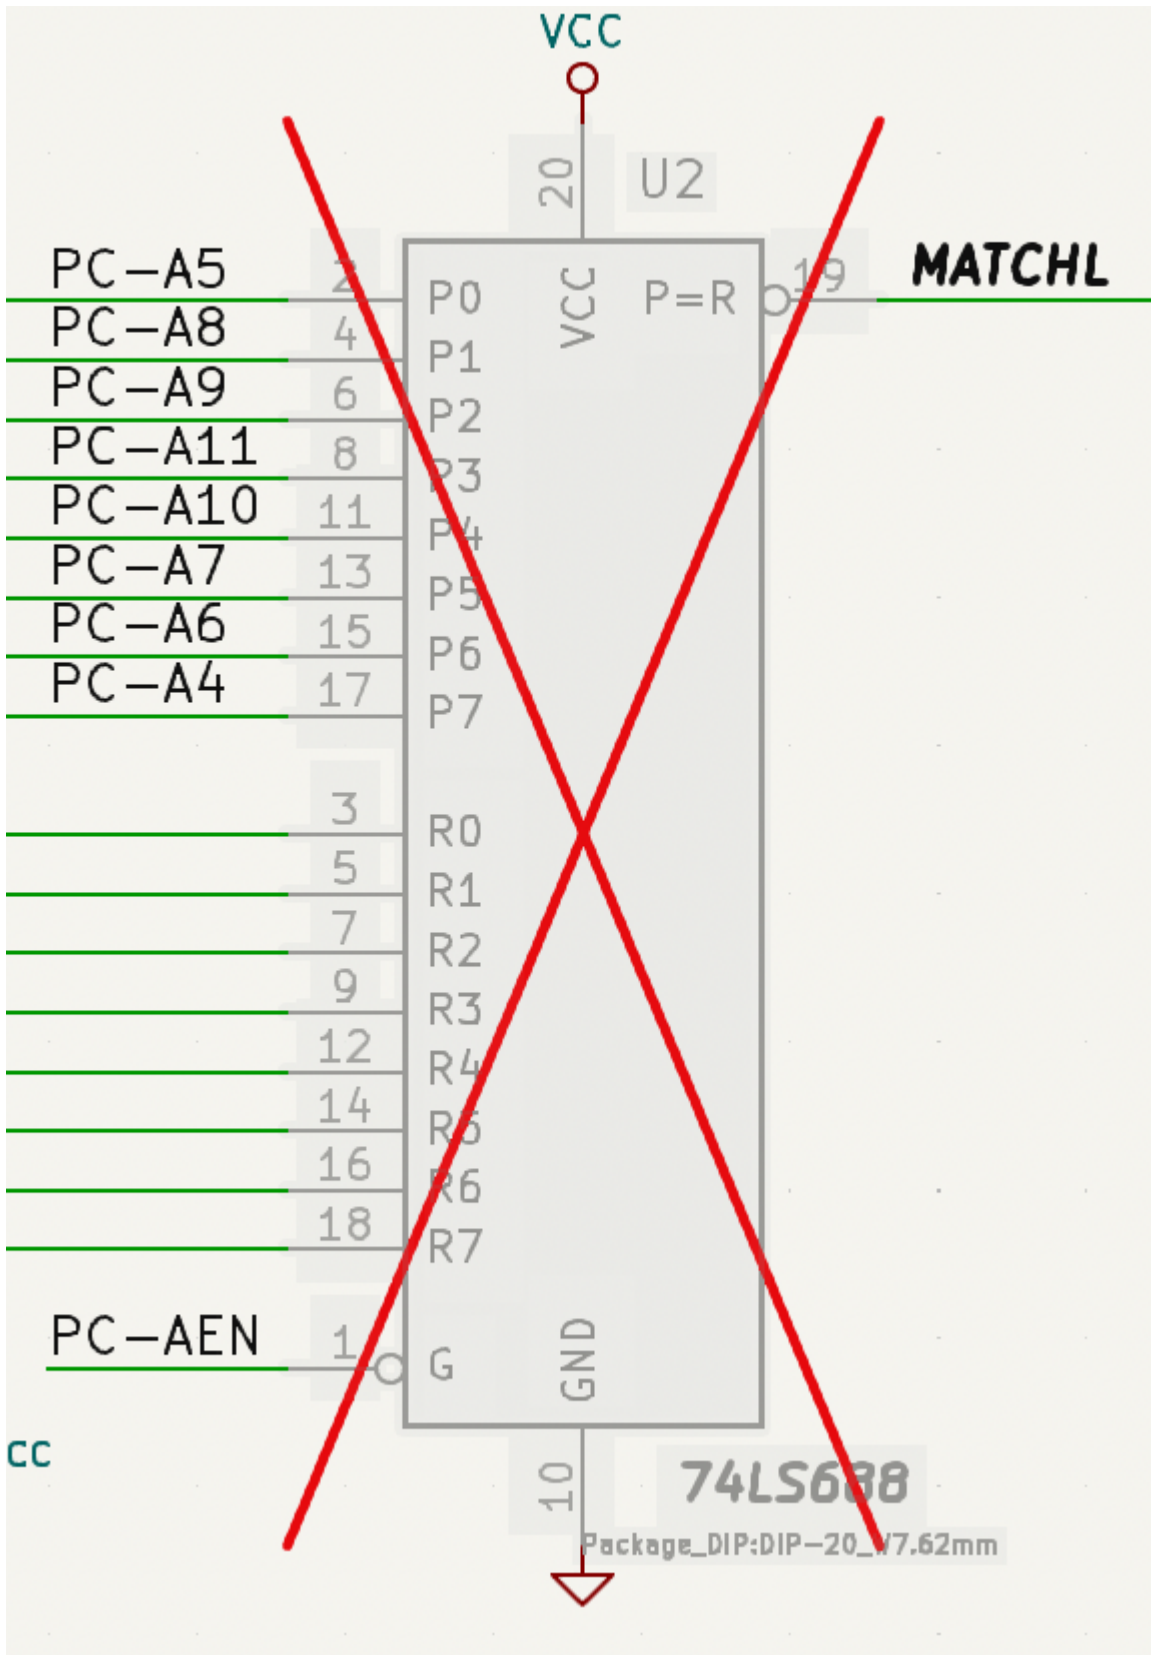 VCC
20
U2
PC-A5 2 P0 VCC P=R 19 MATCHL
PC-A8 4 P1
PC-A9 6 P2
PC-A11 8 P3
PC-A10 11 P4
PC-A7 13 P5
PC-A6 15 P6
PC-A4 17 P7
3 R0
5 R1
7 R2
9 R3
12 R4
14 R5
16 R6
18 R7
PC-AEN 1 G GND
CC
10
74LS688
Package_DIP:DIP-20_W7.62mm